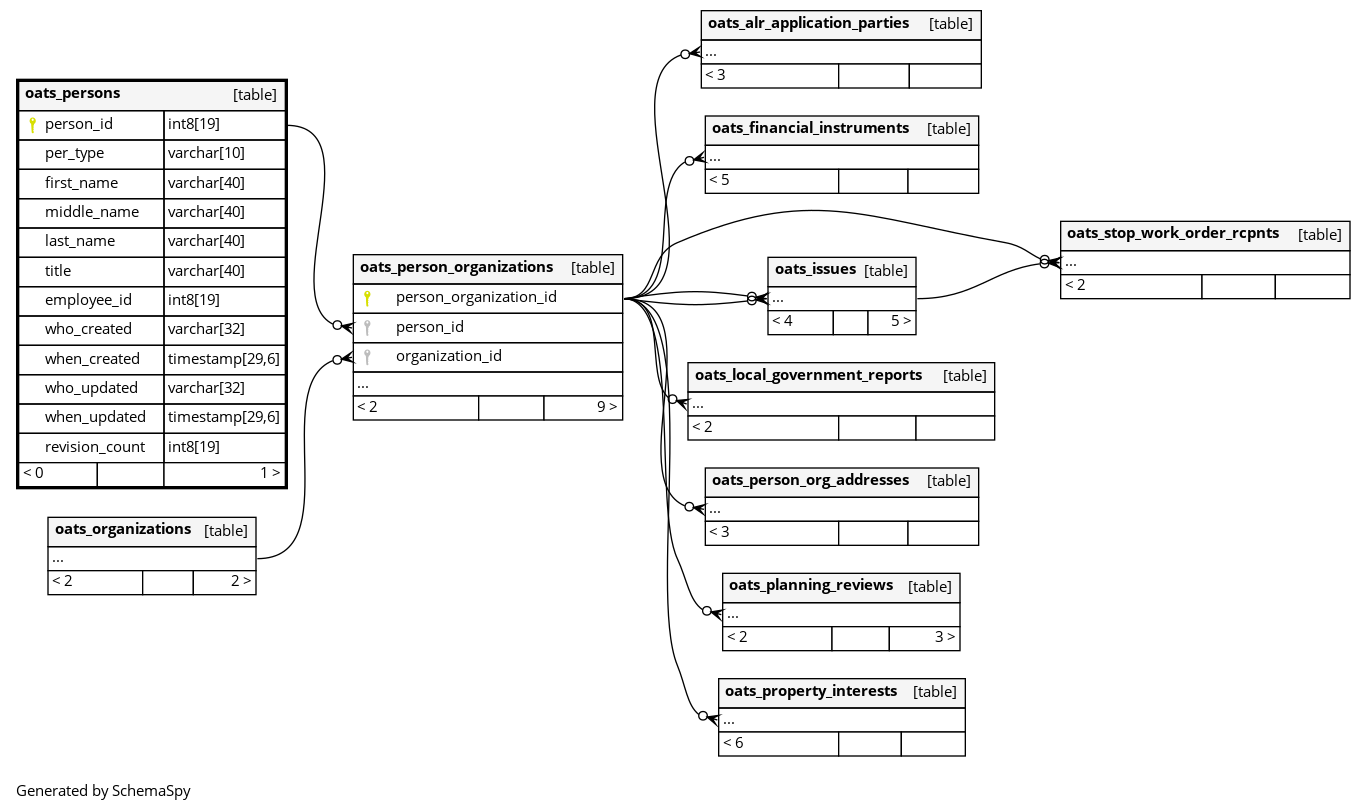 oats_persons [table]
person_id int8[19]
per_type varchar[10]
first_name varchar[40]
middle_name varchar[40]
last_name varchar[40]
title varchar[40]
employee_id int8[19]
who_created varchar[32]
when_created timestamp[29,6]
who_updated varchar[32]
when_updated timestamp[29,6]
revision_count int8[19]
< 0 1 >
oats_organizations [table]
...
< 2 2 >
oats_person_organizations [table]
person_organization_id
person_id
organization_id
...
< 2 9 >
oats_alr_application_parties [table]
...
< 3
oats_financial_instruments [table]
...
< 5
oats_issues [table]
...
< 4 5 >
oats_local_government_reports [table]
...
< 2
oats_person_org_addresses [table]
...
< 3
oats_planning_reviews [table]
...
< 2 3 >
oats_property_interests [table]
...
< 6
oats_stop_work_order_rcpnts [table]
...
< 2
Generated by SchemaSpy